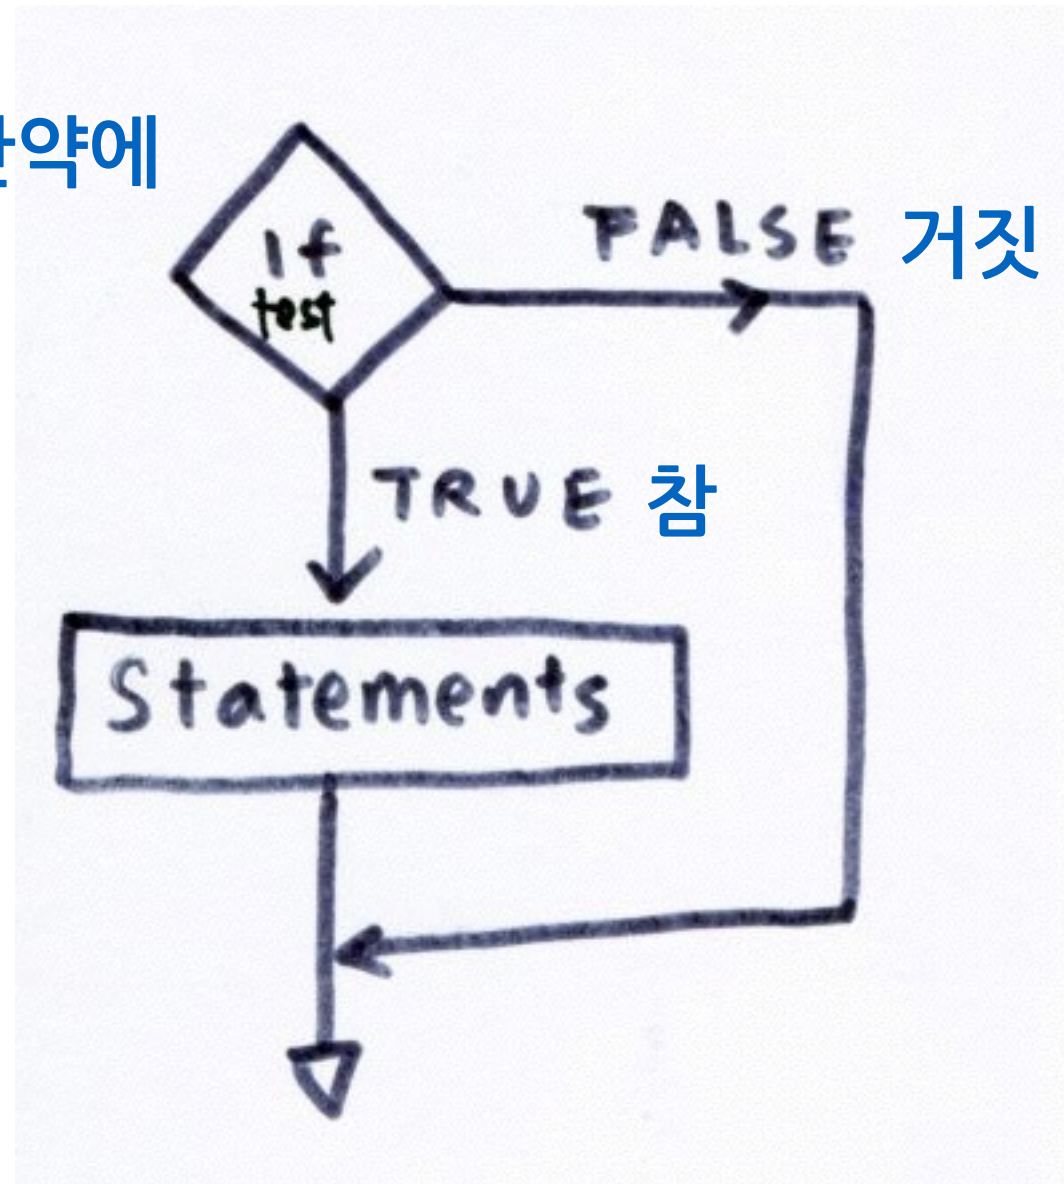 약에
If
test
FALSE 거짓
TRUE 참
Statements